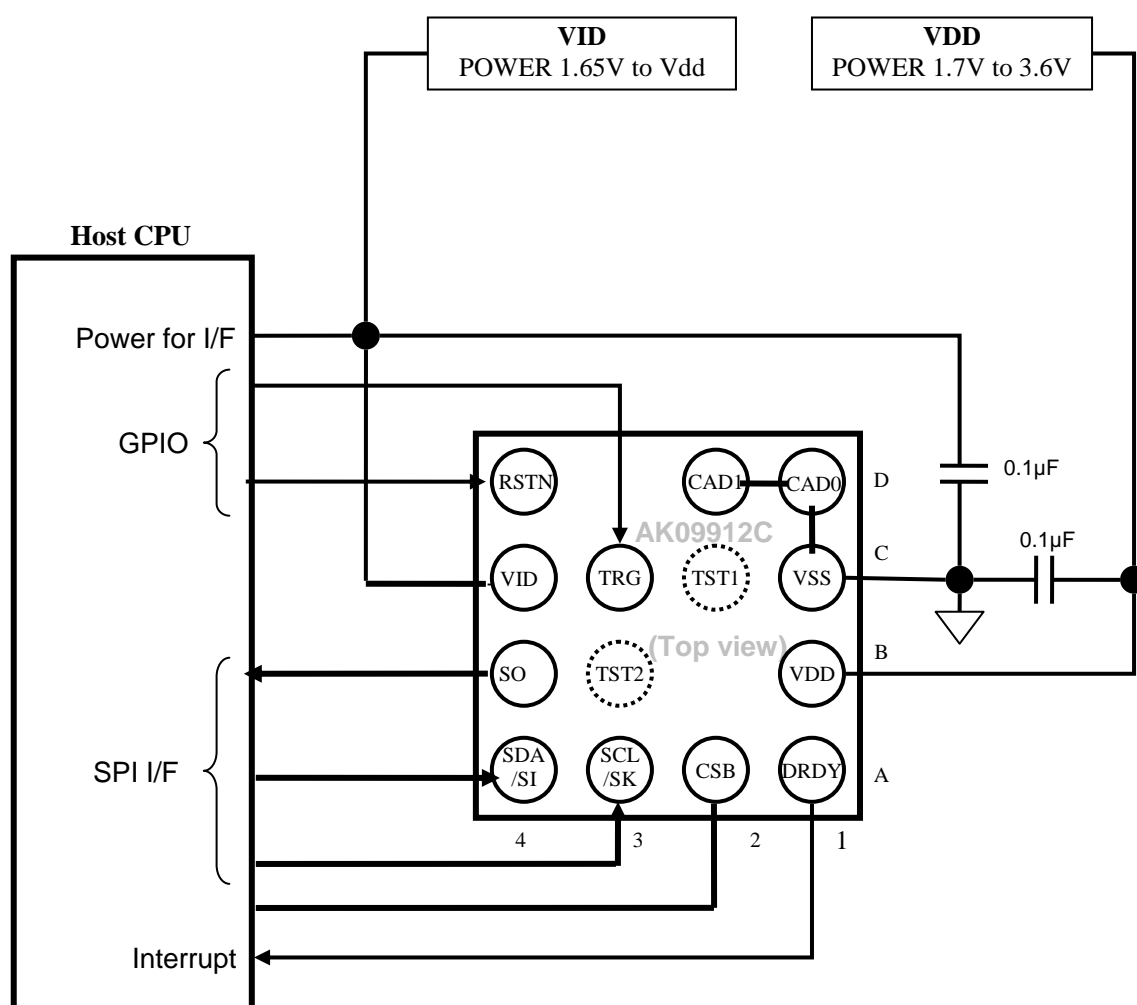 VID
POWER 1.65V to Vdd
VDD
POWER 1.7V to 3.6V
Host CPU
Power for I/F
GPIO
SPI I/F
Interrupt
RSTN
CAD1
CAD0
D
AK09912C
VID
TRG
TST1
VSS
C
(Top view)
SO
TST2
VDD
B
SDA
/SI
SCL
/SK
CSB
DRDY
A
4
3
2
1
0.1µF
0.1µF